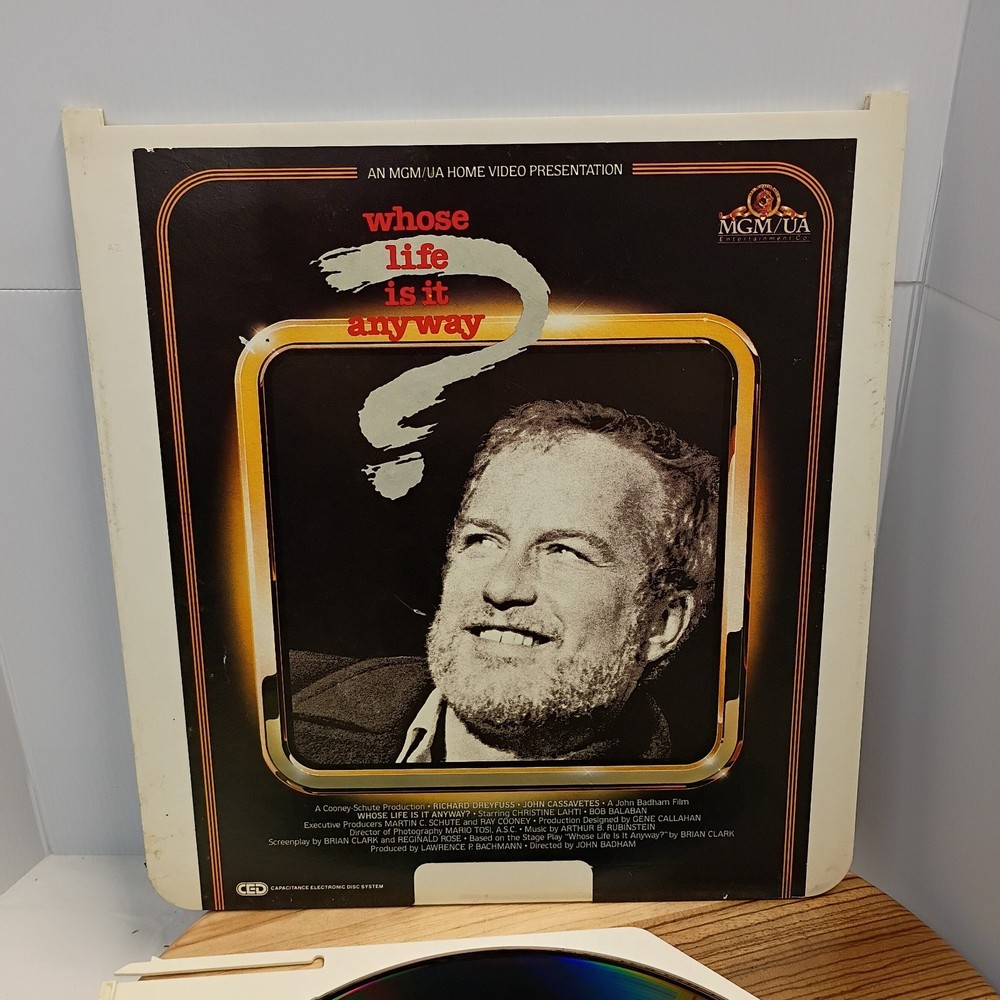 AN MGM/UA HOME VIDEO PRESENTATION
MGM/UA
Entertainment Co.
whose
life
is it
anyway
?
A Cooney-Schute Production • RICHARD DREYFUSS • JOHN CASSAVETES • A John Badham Film
WHOSE LIFE IS IT ANYWAY? • Starring CHRISTINE LAHTI • BOB BALABAN
Executive Producers MARTIN C. SCHUTE and RAY COONEY • Production Designed by GENE CALLAHAN
Director of Photography MARIO TOSI, A.S.C. • Music by ARTHUR B. RUBINSTEIN
Screenplay by BRIAN CLARK and REGINALD ROSE • Based on the Stage Play "Whose Life Is It Anyway?" by BRIAN CLARK
Produced by LAWRENCE P. BACHMANN • Directed by JOHN BADHAM
CED CAPACITANCE ELECTRONIC DISC SYSTEM